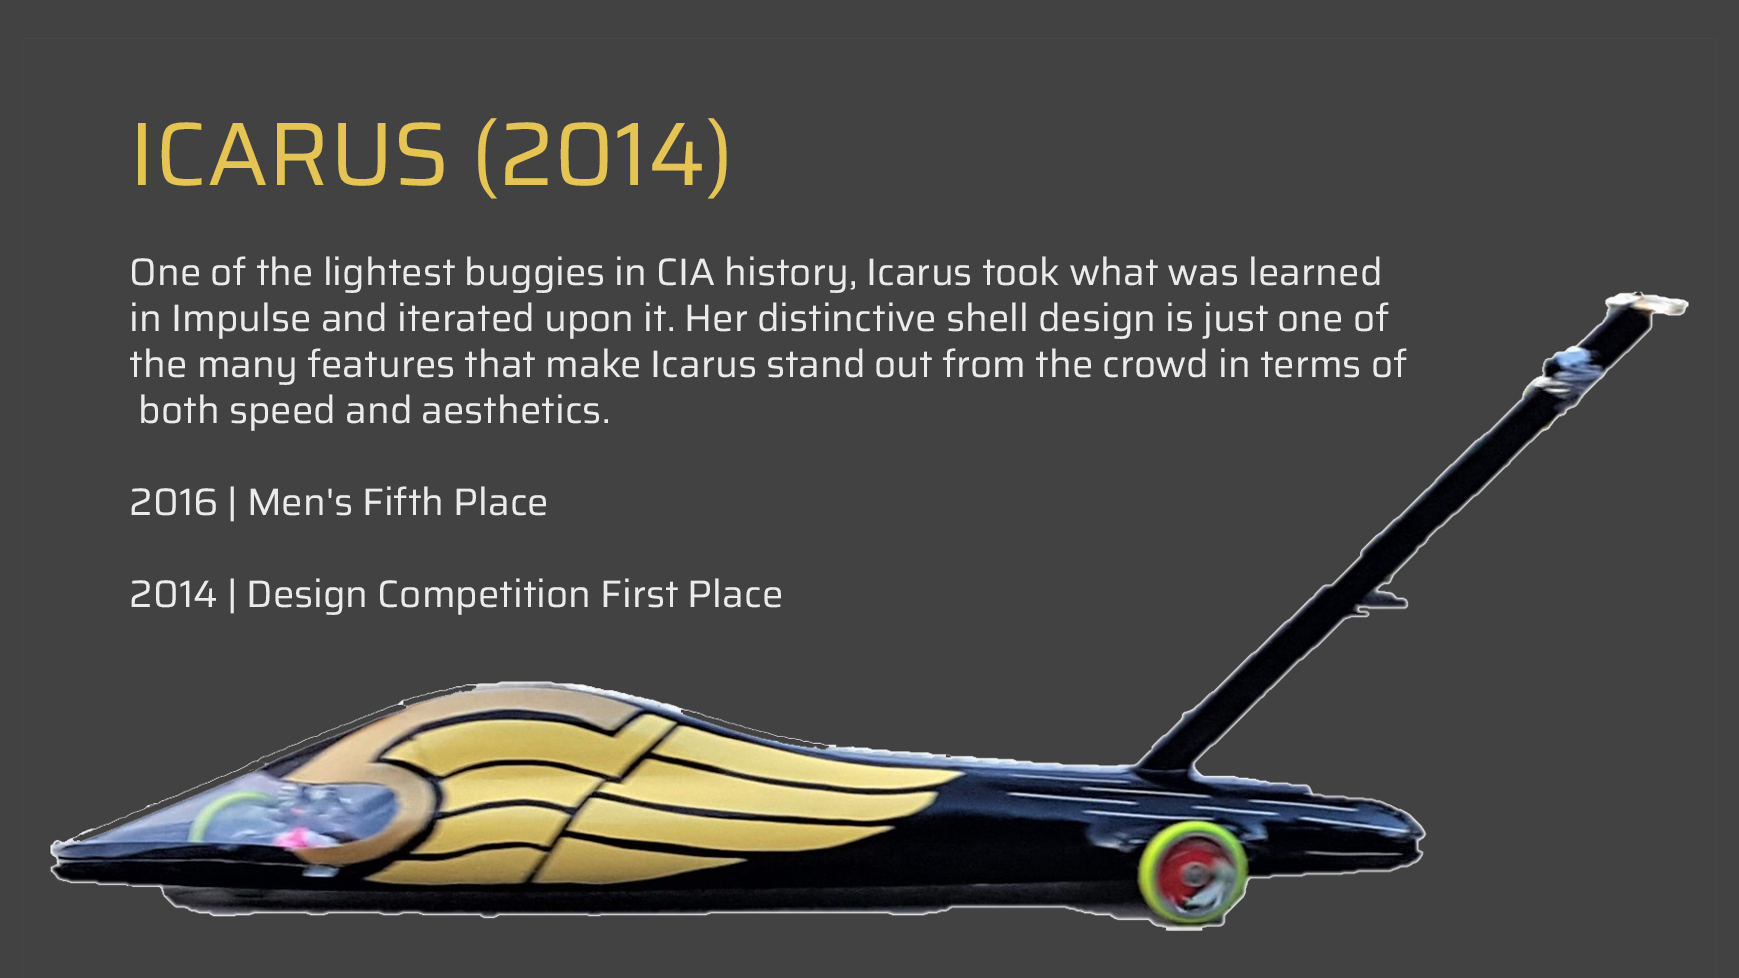 ICARUS (2014)
One of the lightest buggies in CIA history, Icarus took what was learned
in Impulse and iterated upon it. Her distinctive shell design is just one of
the many features that make Icarus stand out from the crowd in terms of
both speed and aesthetics.
2016 | Men's Fifth Place
2014 | Design Competition First Place